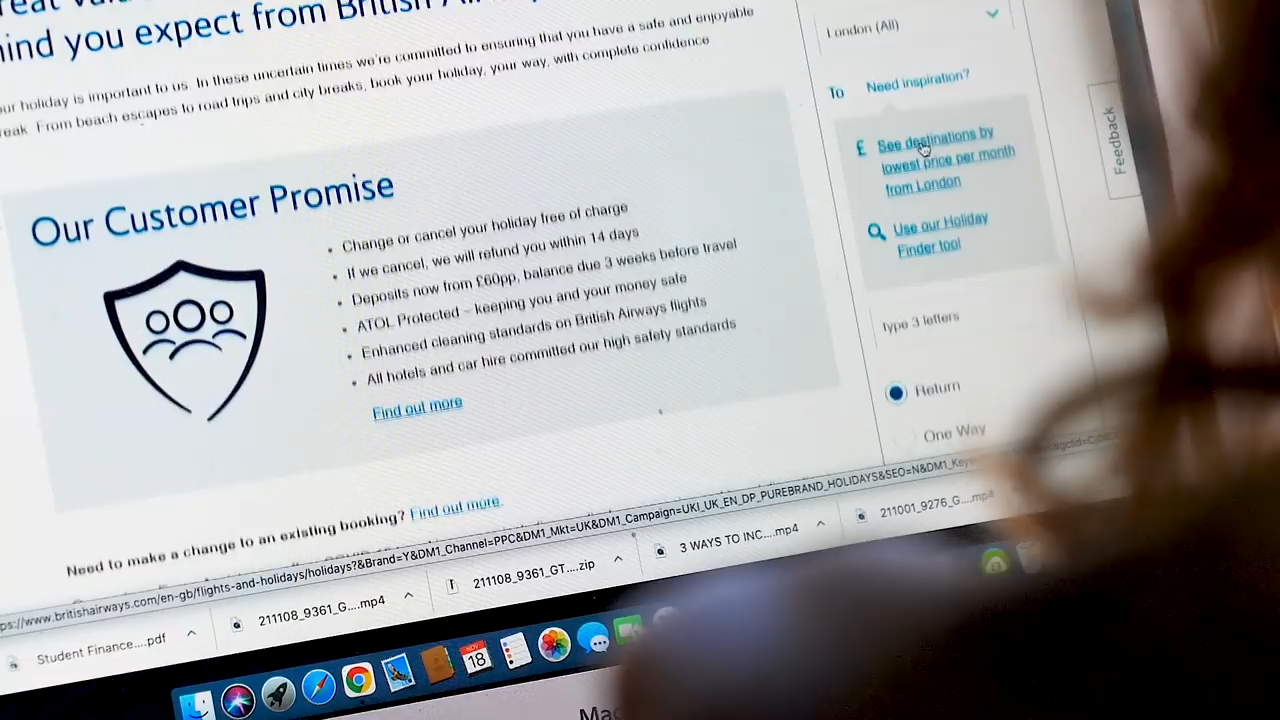 mind you expect from British
your holiday is important to us. In these uncertain times we're committed to ensuring that you have a safe and enjoyable
break. From beach escapes to road trips and city breaks, book your holiday, your way, with complete confidence
Our Customer Promise
• Change or cancel your holiday free of charge
• If we cancel, we will refund you within 14 days
• Deposits now from £60pp, balance due 3 weeks before travel
• ATOL Protected – keeping you and your money safe
• Enhanced cleaning standards on British Airways flights
• All hotels and car hire committed our high safety standards
Find out more
Need to make a change to an existing booking? Find out more.
London (All)
To Need inspiration?
£ See destinations by
lowest price per month
from London
Use our Holiday
Finder tool
Type 3 letters
Return
One Way
Feedback
ps://www.britishairways.com/en-gb/flights-and-holidays/holidays?&Brand=Y&DM1_Channel=PPC&DM1_Mkt=UK&DM1_Campaign=UKI_UK_EN_DP_PUREBRAND_HOLIDAYS&SEO=N&DM1_Key
Student Finance....pdf
211108_9361_G....mp4
211108_9361_GT....zip
3 WAYS TO INC....mp4
211001_9276_G....mp4
NOV
18
Mac